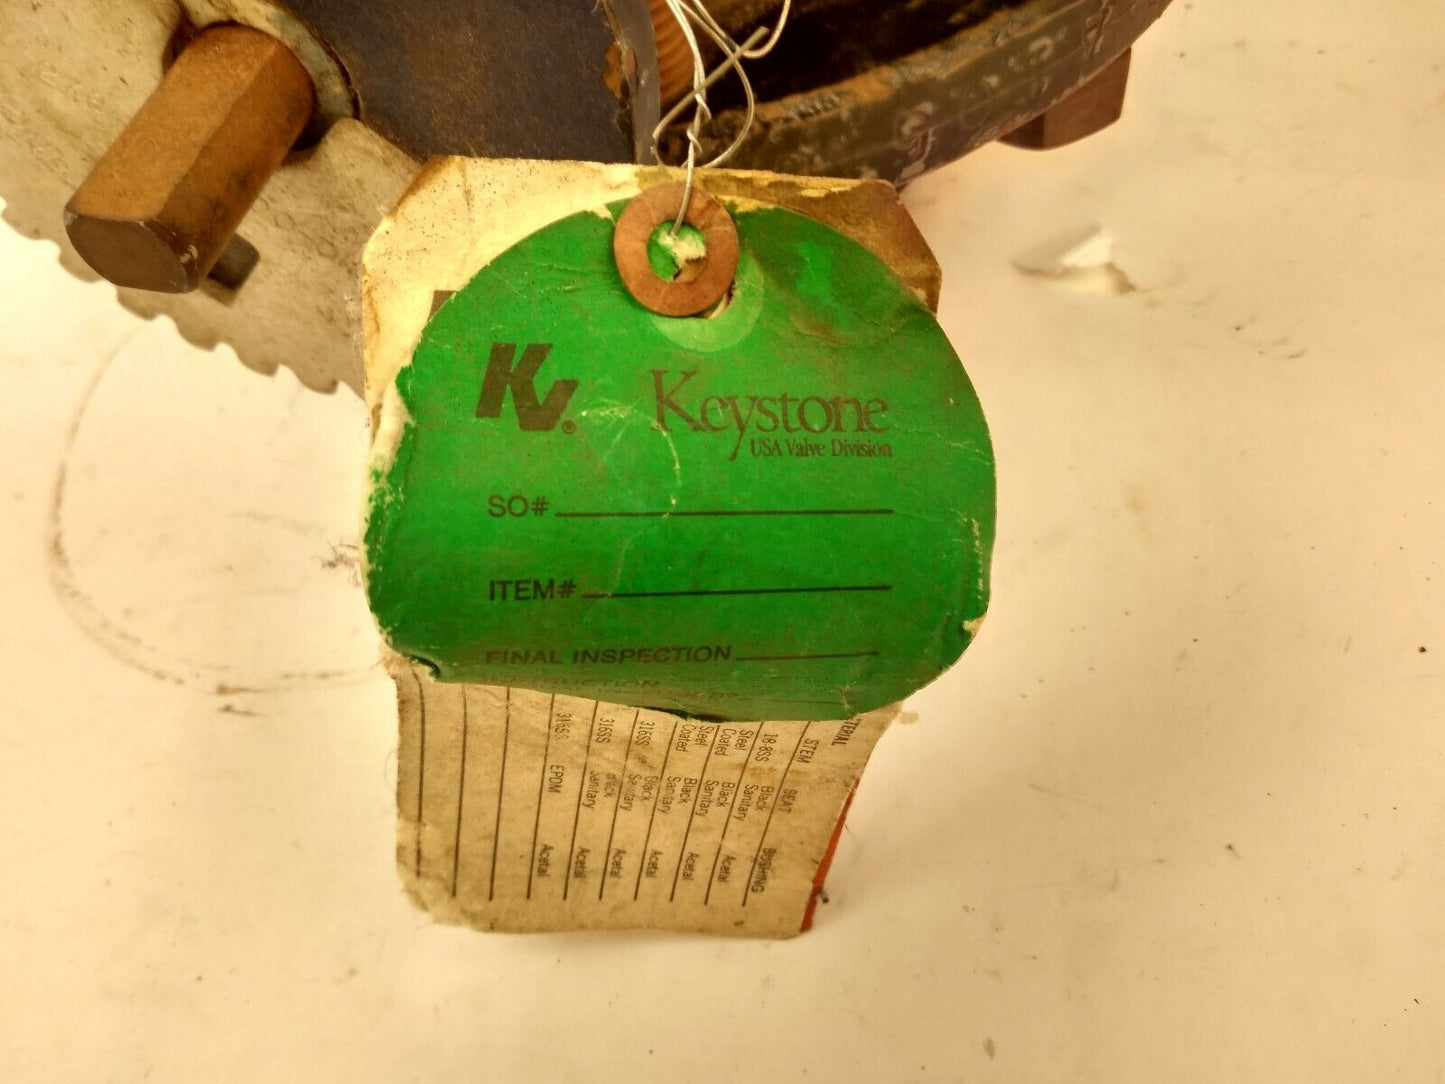 KV®
Keystone
USA Valve Division
SO#
ITEM#
FINAL INSPECTION
STEM SEAT BUSHING
18-8SS Black Sanitary Acetal
Steel Coated Black Sanitary Acetal
Steel Coated Black Sanitary Acetal
316SS Black Sanitary Acetal
316SS Sanitary Acetal
316SS EPDM Acetal